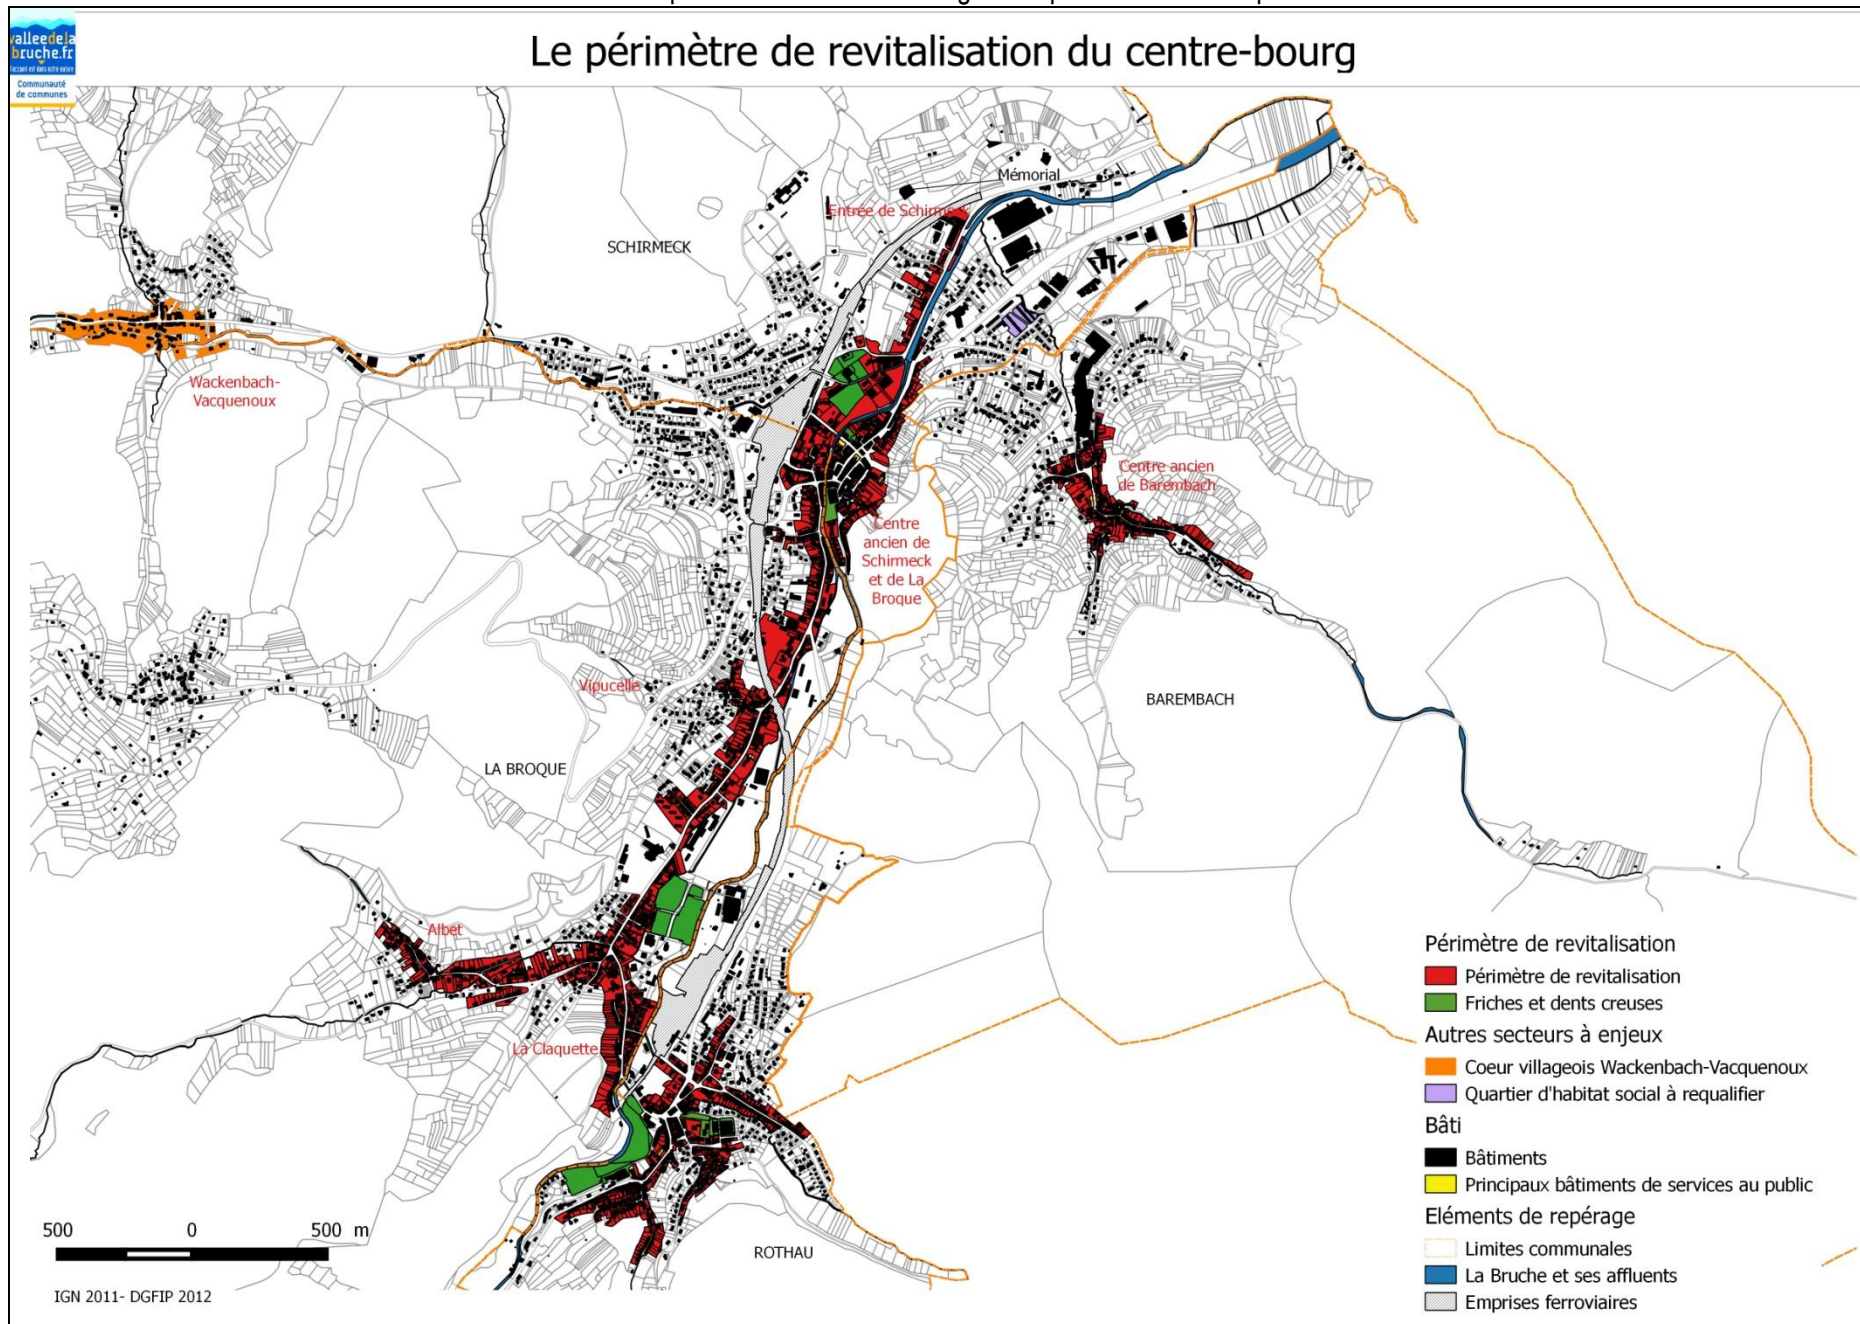 valleedela
bruche.fr
Communauté
de communes
Le périmètre de revitalisation du centre-bourg
Mémorial
Entrée de Schirmeck
SCHIRMECK
Wackenbach-
Vacquenoux
Centre ancien
de Barembach
Centre
ancien de
Schirmeck
et de La
Broque
Vipucelle
BAREMBACH
LA BROQUE
Albet
La Claquette
ROTHAU
Périmètre de revitalisation
Périmètre de revitalisation
Friches et dents creuses
Autres secteurs à enjeux
Coeur villageois Wackenbach-Vacquenoux
Quartier d'habitat social à requalifier
Bâti
Bâtiments
Principaux bâtiments de services au public
Eléments de repérage
Limites communales
La Bruche et ses affluents
Emprises ferroviaires
500 0 500 m
IGN 2011- DGFIP 2012